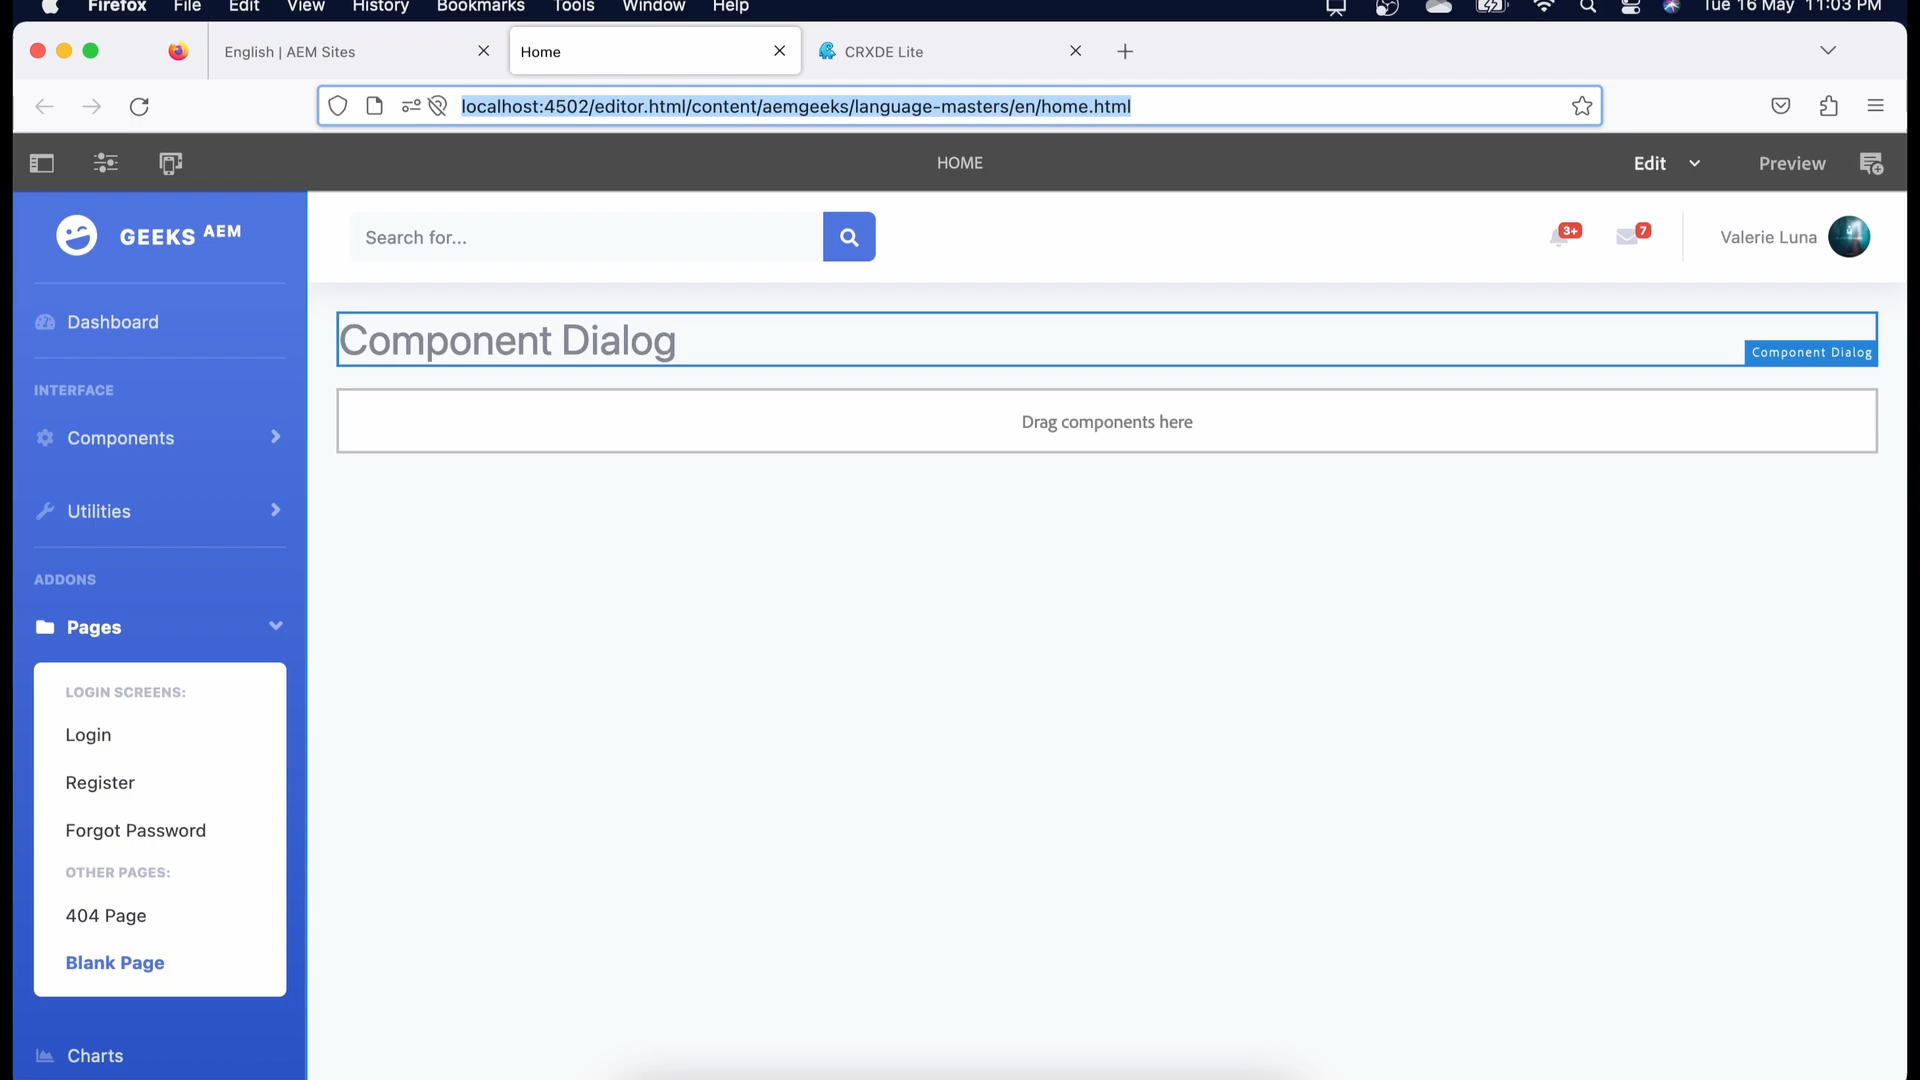 Firefox File Edit View History Bookmarks Tools Window Help Tue 16 May 11:03 PM
English | AEM Sites Home CRXDE Lite
localhost:4502/editor.html/content/aemgeeks/language-masters/en/home.html
HOME Edit Preview
GEEKS AEM
Search for...
3+ 7 Valerie Luna
Dashboard
Component Dialog
Component Dialog
INTERFACE
Drag components here
Components
Utilities
ADDONS
Pages
LOGIN SCREENS:
Login
Register
Forgot Password
OTHER PAGES:
404 Page
Blank Page
Charts